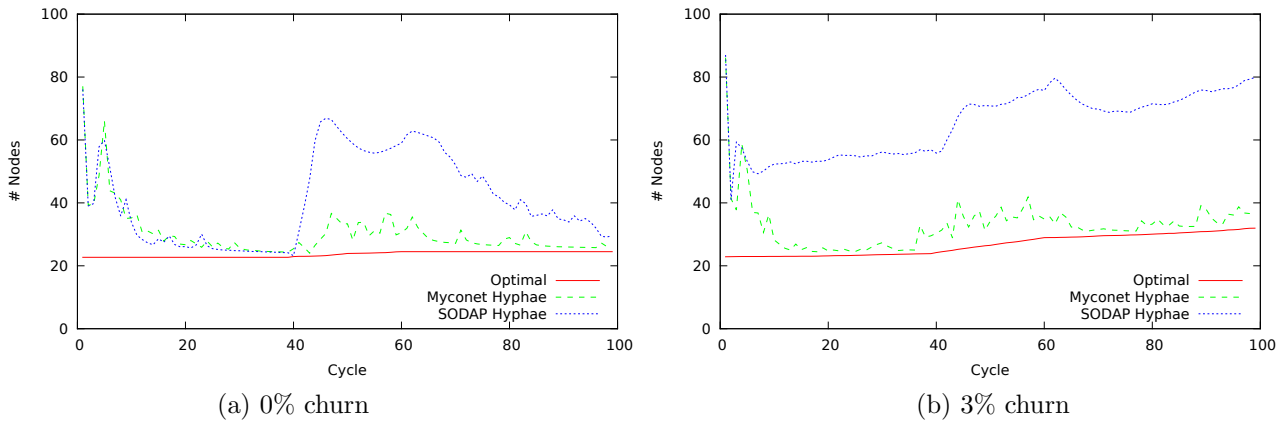 100
80
60
40
20
0
# Nodes
0 20 40 60 80 100
Cycle
Optimal
Myconet Hyphae
SODAP Hyphae
(a) 0% churn
100
80
60
40
20
0
# Nodes
0 20 40 60 80 100
Cycle
Optimal
Myconet Hyphae
SODAP Hyphae
(b) 3% churn